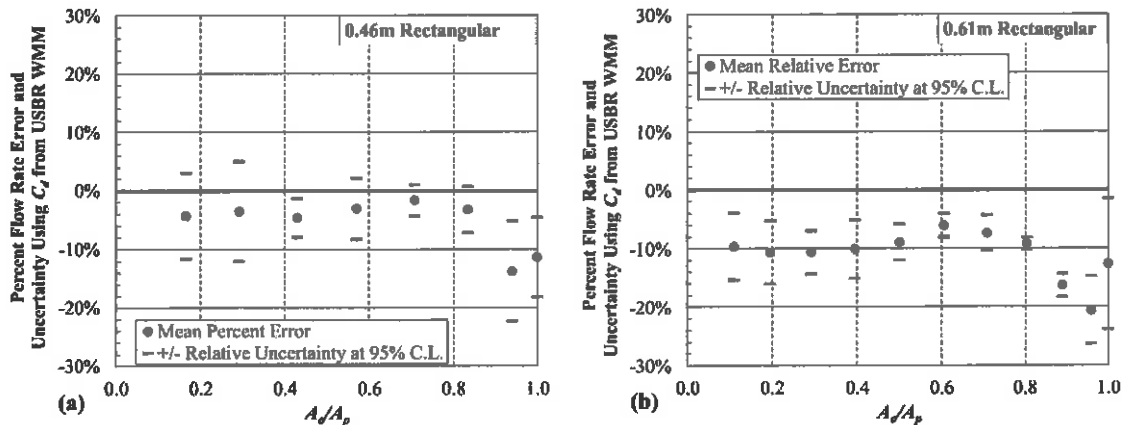 Percent Flow Rate Error and
Uncertainty Using Cd from USBR WMM
30%
20%
10%
0%
-10%
-20%
-30%
0.46m Rectangular
Mean Percent Error
+/- Relative Uncertainty at 95% C.L.
0.0
0.2
0.4
0.6
0.8
1.0
(a)
Ao/Ap
Percent Flow Rate Error and
Uncertainty Using Cd from USBR WMM
30%
20%
10%
0%
-10%
-20%
-30%
0.61m Rectangular
Mean Relative Error
+/- Relative Uncertainty at 95% C.L.
0.0
0.2
0.4
0.6
0.8
1.0
(b)
Ao/Ap